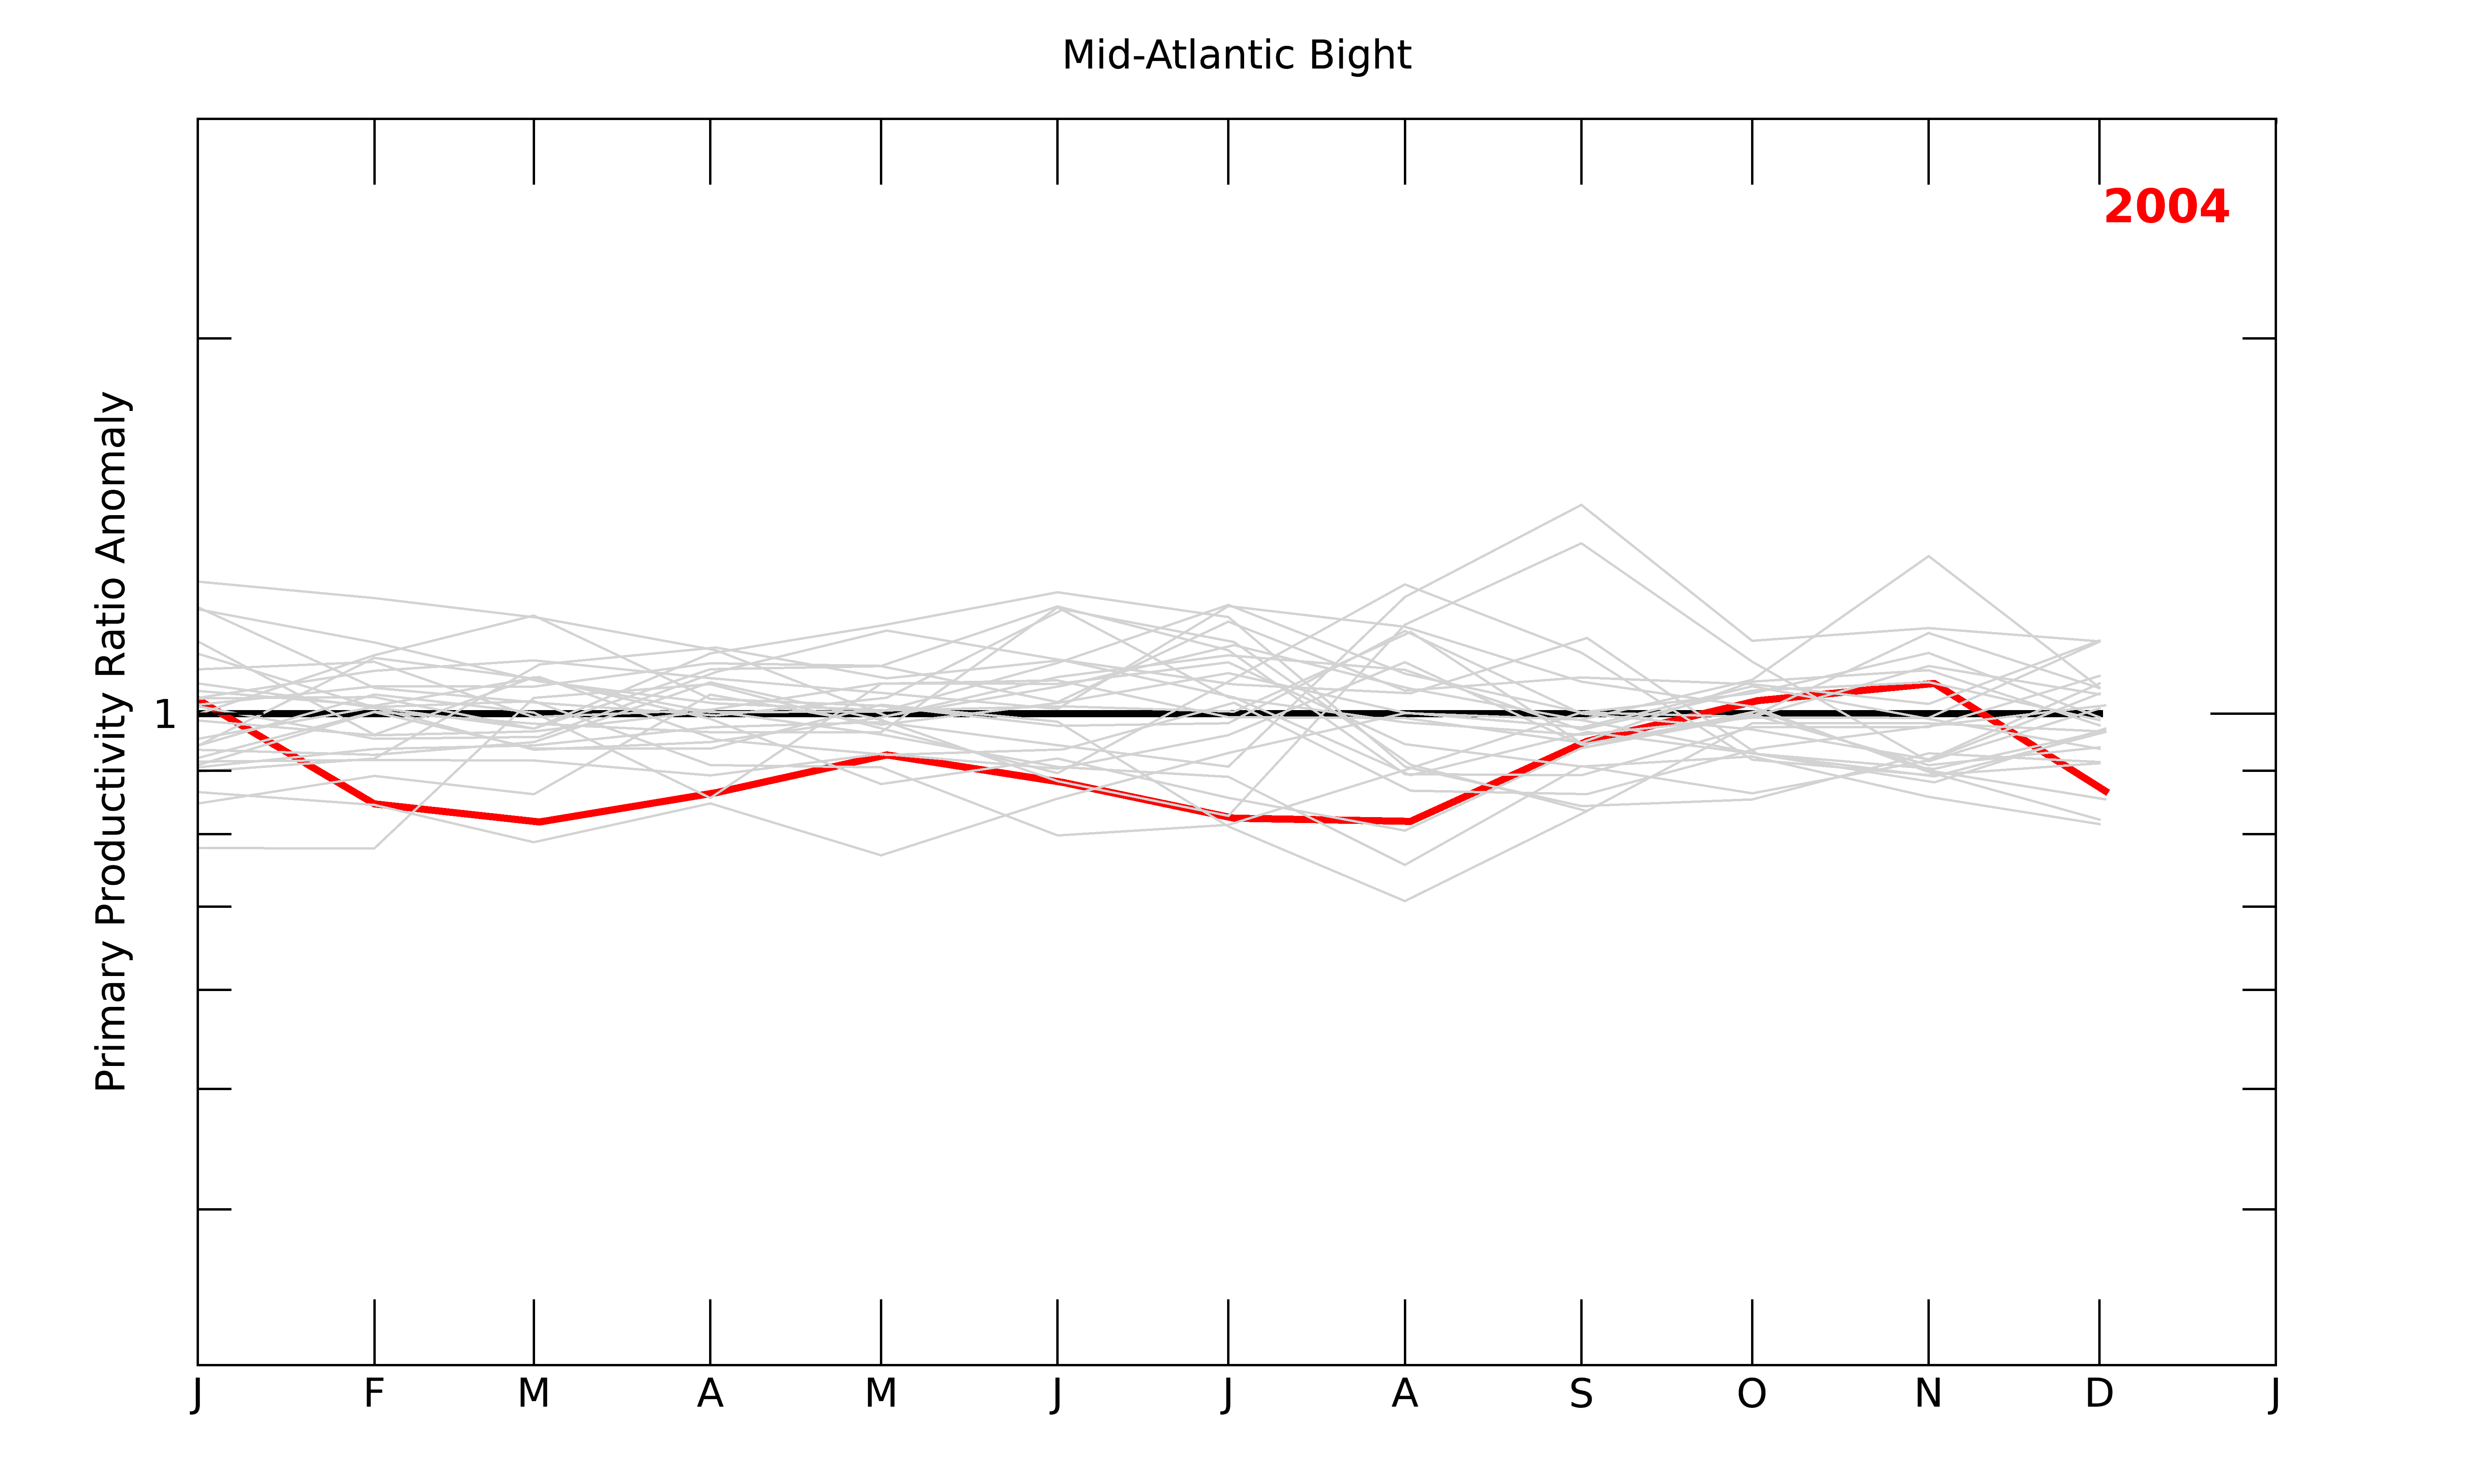 Mid-Atlantic Bight
2004
Primary Productivity Ratio Anomaly
1
J F M A M J J A S O N D J